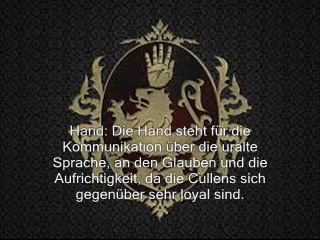 Hand: Die Hand steht für die
Kommunikation über die uralte
Sprache, an den Glauben und die
Aufrichtigkeit, da die Cullens sich
gegenüber sehr loyal sind.